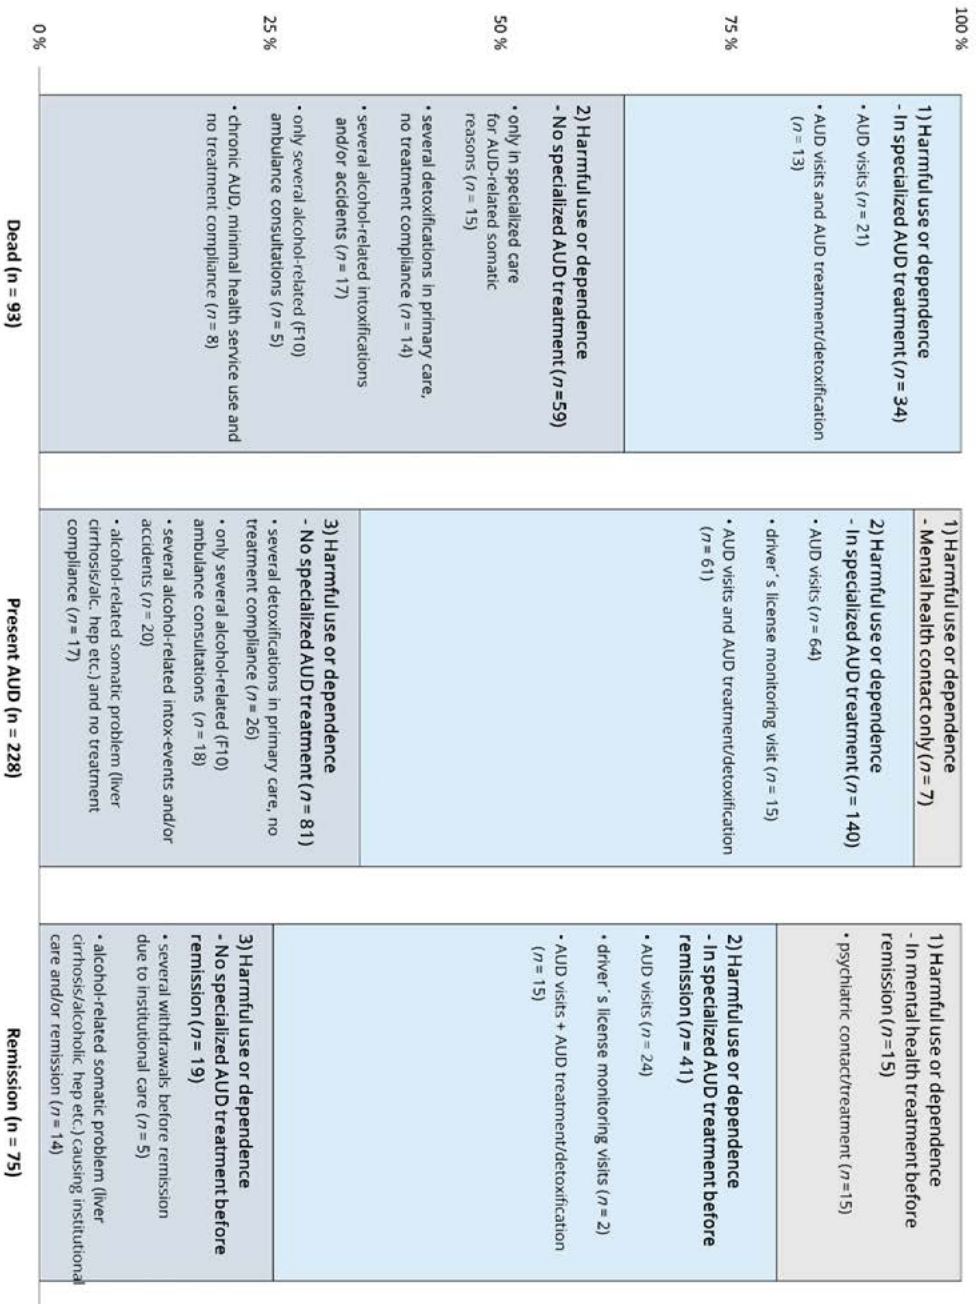 100 %
75 %
50 %
25 %
0 %
1) Harmful use or dependence
- In specialized AUD treatment (n = 34)
• AUD visits (n = 21)
• AUD visits and AUD treatment/detoxification
(n = 13)
2) Harmful use or dependence
- No specialized AUD treatment (n=59)
• only in specialized care
for AUD-related somatic
reasons (n = 15)
• several detoxifications in primary care,
no treatment compliance (n = 14)
• several alcohol-related intoxifications
and/or accidents (n = 17)
• only several alcohol-related (F10)
ambulance consultations (n = 5)
• chronic AUD, minimal health service use and
no treatment compliance (n = 8)
Dead (n = 93)
1) Harmful use or dependence
- Mental health contact only (n = 7)
2) Harmful use or dependence
- In specialized AUD treatment (n = 140)
• AUD visits (n = 64)
• driver´s license monitoring visit (n = 15)
• AUD visits and AUD treatment/detoxification
(n = 61)
3) Harmful use or dependence
- No specialized AUD treatment (n = 81)
• several detoxifications in primary care, no
treatment compliance (n = 26)
• only several alcohol-related (F10)
ambulance consultations (n = 18)
• several alcohol-related intox-events and/or
accidents (n = 20)
• alcohol-related somatic problem (liver
cirrhosis/alc. hep etc.) and no treatment
compliance (n = 17)
Present AUD (n = 228)
1) Harmful use or dependence
- In mental health treatment before
remission (n=15)
• psychiatric contact/treatment (n=15)
2) Harmful use or dependence
- In specialized AUD treatment before
remission (n= 41)
• AUD visits (n = 24)
• driver´s license monitoring visits (n = 2)
• AUD visits + AUD treatment/detoxification
(n = 15)
3) Harmful use or dependence
- No specialized AUD treatment before
remission (n = 19)
• several withdrawals before remission
due to institutional care (n = 5)
• alcohol-related somatic problem (liver
cirrhosis/alcoholic hep etc.) causing institutional
care and/or remission (n = 14)
Remission (n = 75)